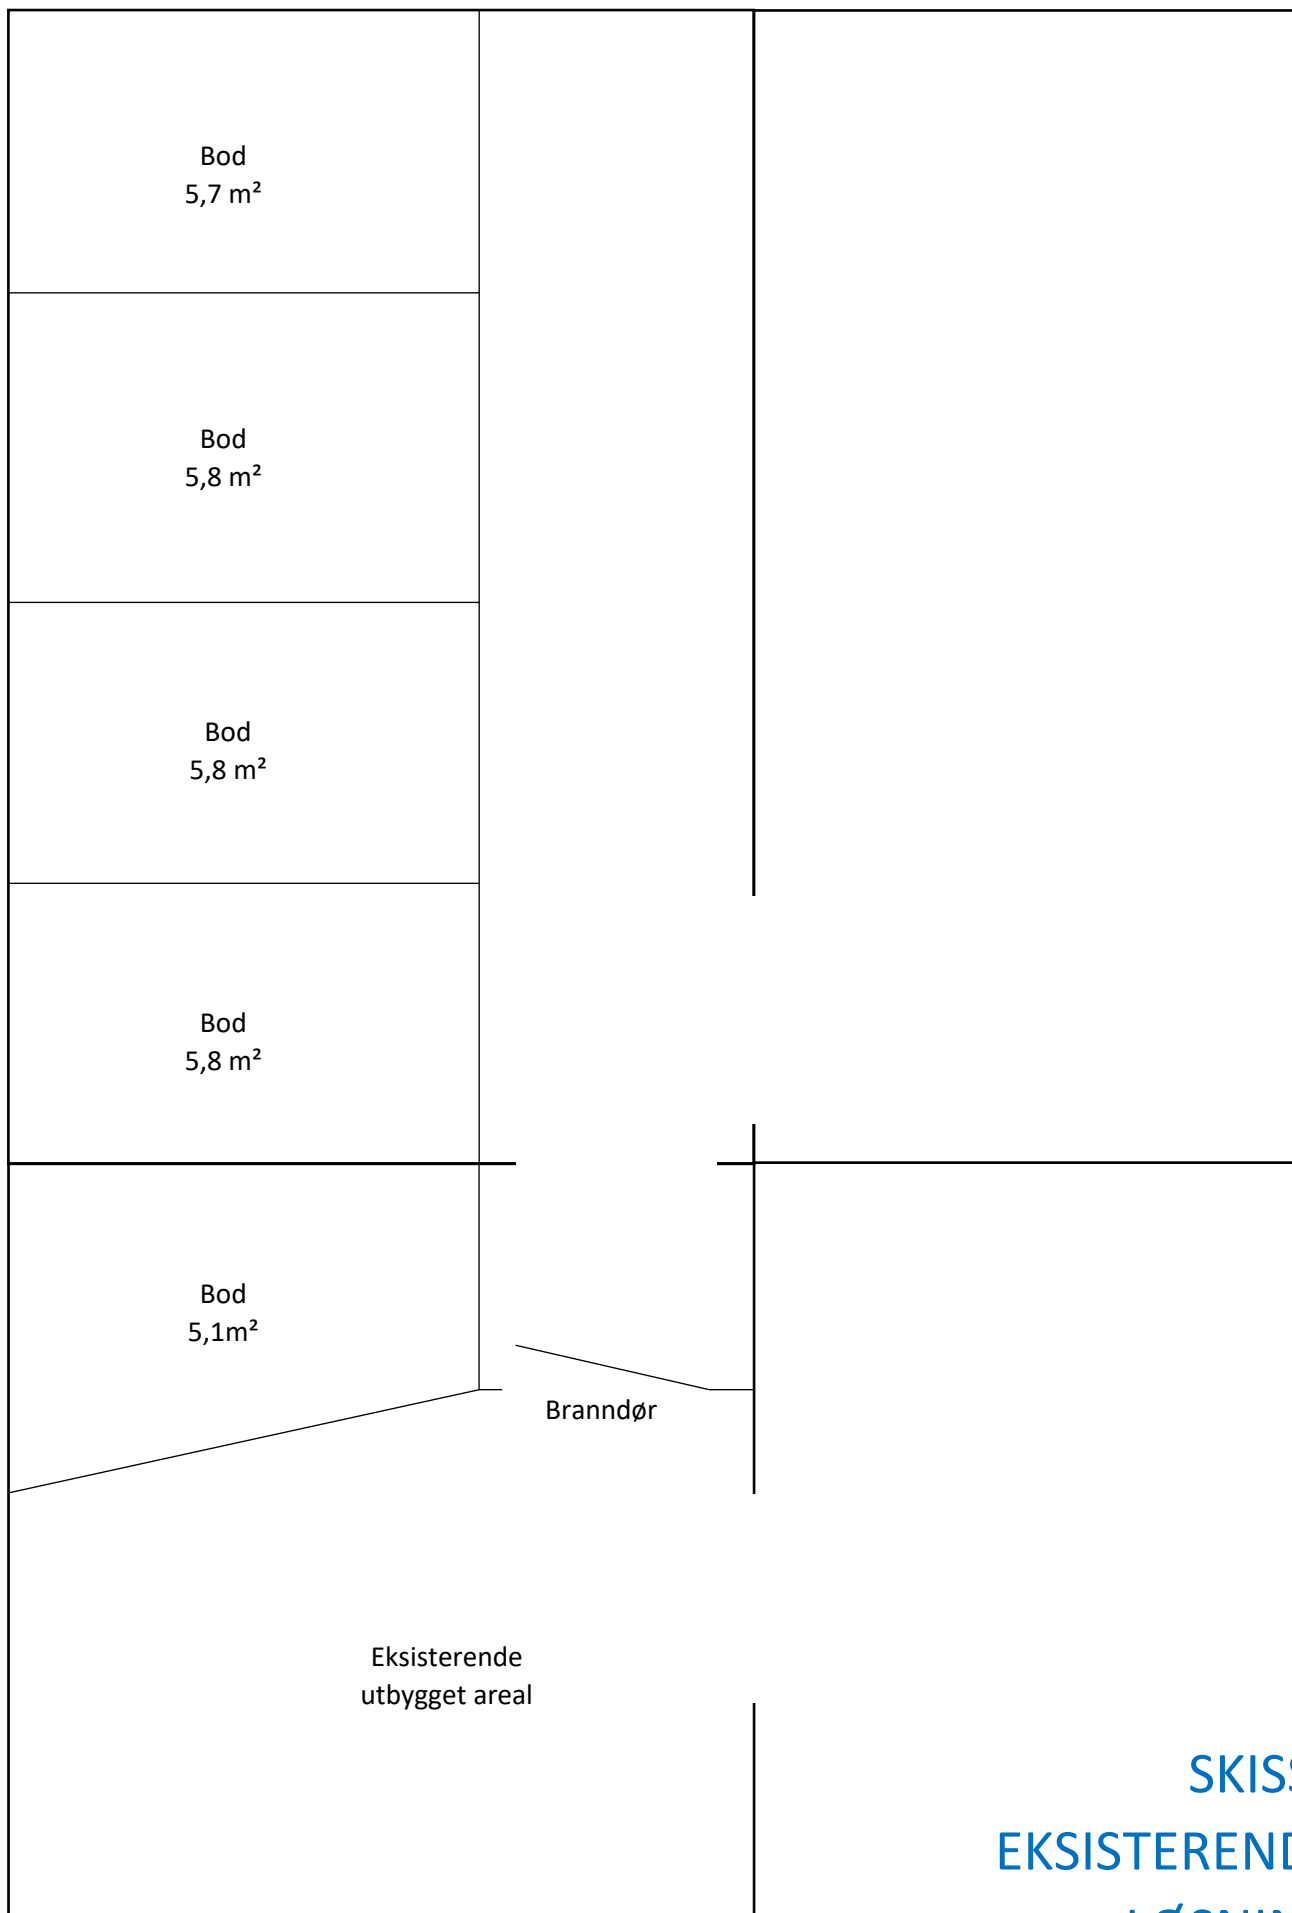 Bod
5,7 m²
Bod
5,8 m²
Bod
5,8 m²
Bod
5,8 m²
Bod
5,1m²
Branndør
Eksisterende
utbygget areal